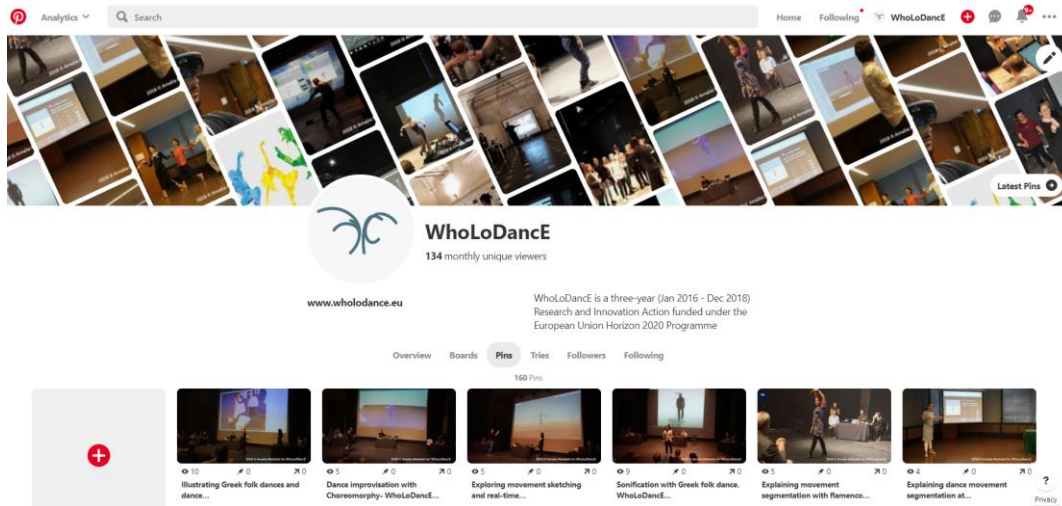 Analytics
Search
Home Following WhoLoDancE 9+
Latest Pins
WhoLoDancE
134 monthly unique viewers
www.wholodance.eu
WhoLoDancE is a three-year (Jan 2016 - Dec 2018)
Research and Innovation Action funded under the
European Union Horizon 2020 Programme
Overview Boards Pins Tries Followers Following
160 Pins
10 0 0
Illustrating Greek folk dances and
dance...
5 0 0
Dance improvisation with
Choreomorphy- WhoLoDancE...
5 0 0
Exploring movement sketching
and real-time...
9 0 0
Sonification with Greek folk dance.
WhoLoDancE...
5 0 0
Explaining movement
segmentation with flamenco...
4 0 0
Explaining dance movement
segmentation at...
?
Privacy